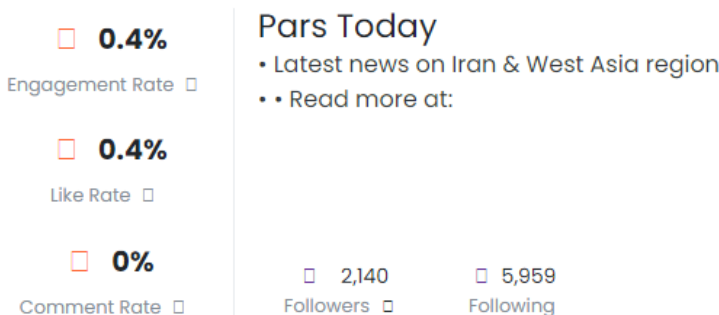 0.4%
Engagement Rate
0.4%
Like Rate
0%
Comment Rate
Pars Today
• Latest news on Iran & West Asia region
• • Read more at:
2,140
Followers
5,959
Following